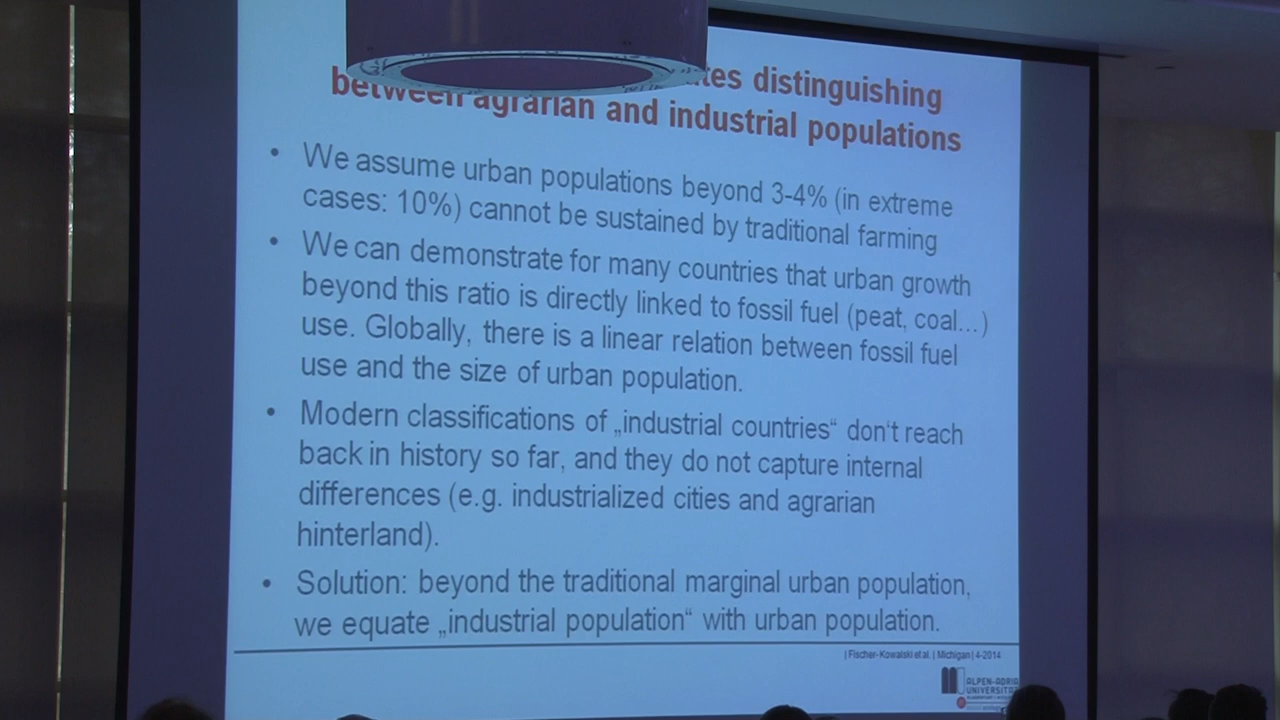 distinguishing
between agrarian and industrial populations
• We assume urban populations beyond 3-4% (in extreme
cases: 10%) cannot be sustained by traditional farming
• We can demonstrate for many countries that urban growth
beyond this ratio is directly linked to fossil fuel (peat, coal...)
use. Globally, there is a linear relation between fossil fuel
use and the size of urban population.
• Modern classifications of „industrial countries“ don't reach
back in history so far, and they do not capture internal
differences (e.g. industrialized cities and agrarian
hinterland).
• Solution: beyond the traditional marginal urban population,
we equate „industrial population“ with urban population.
| Fischer-Kowalski et al. | Michigan | 4-2014
ALPEN-ADRIA